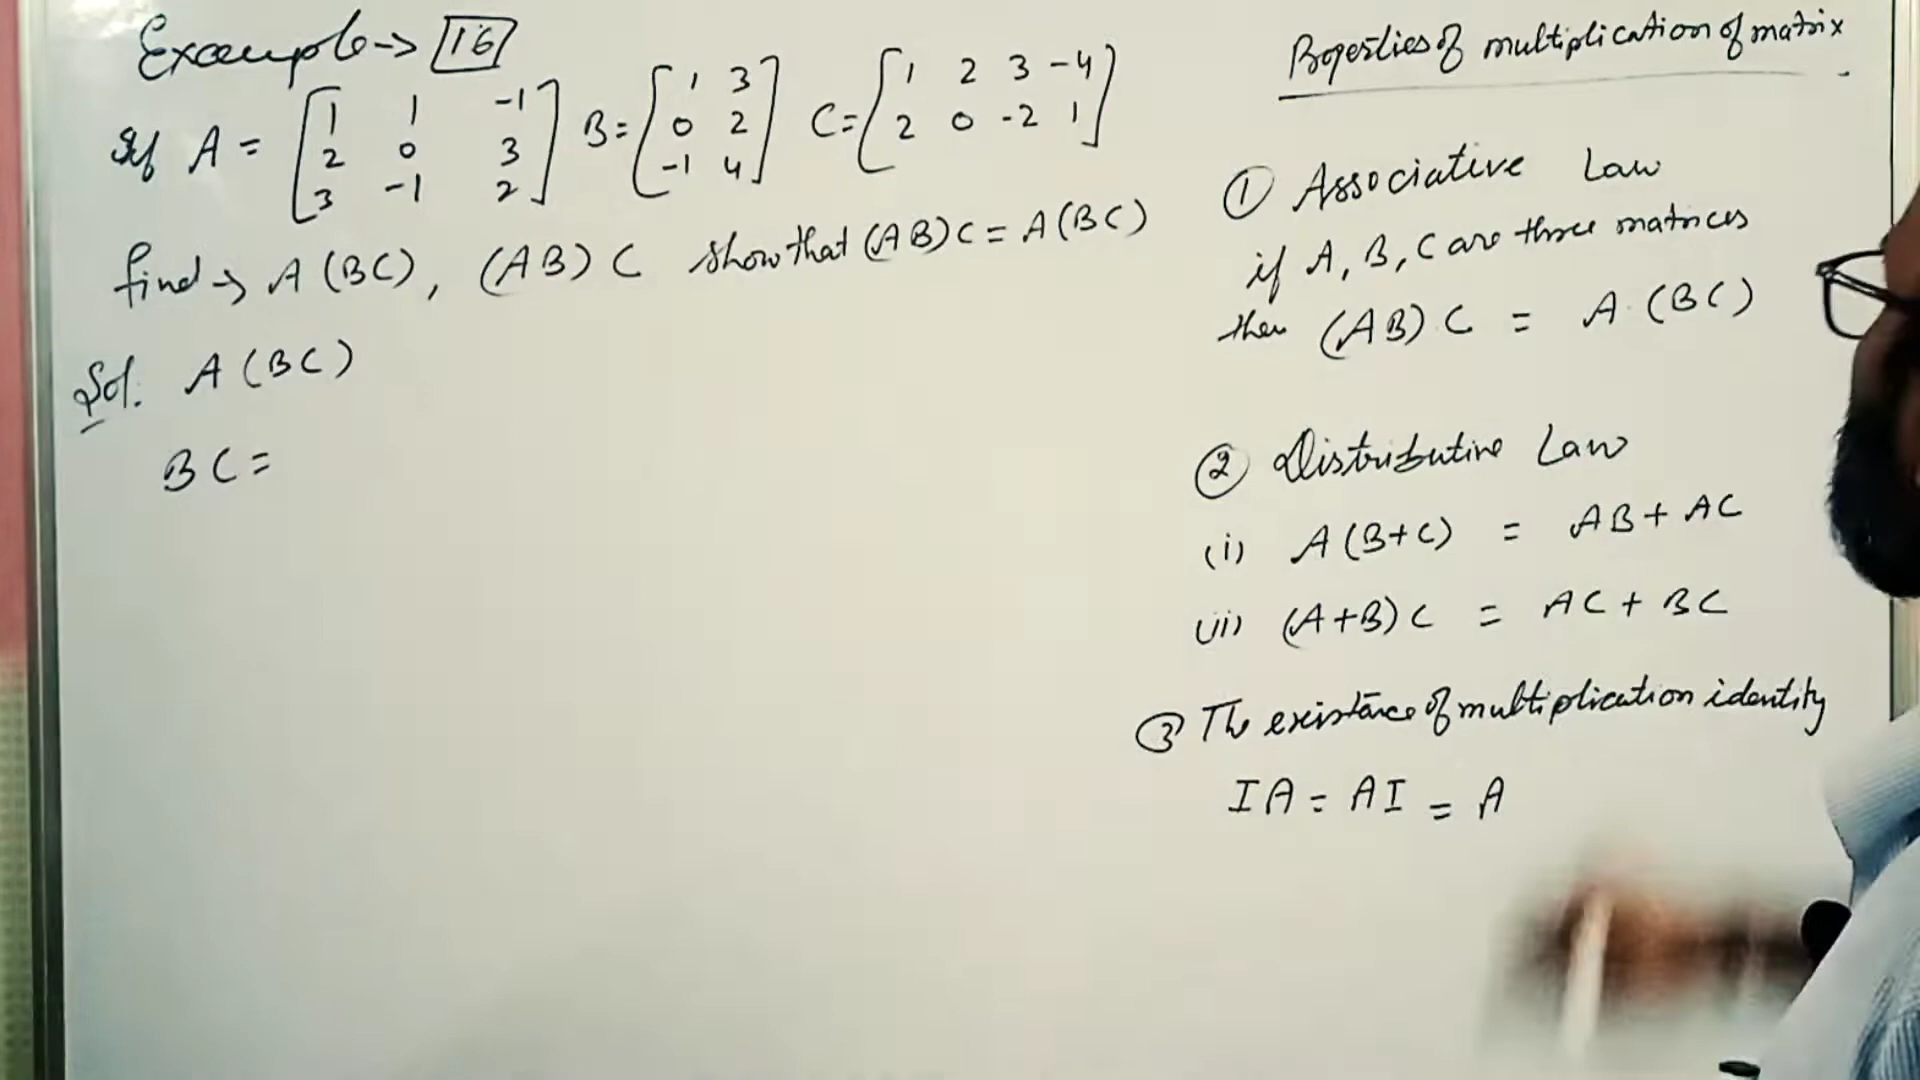 Example→ 16
If A = [1 1 -1 B = [1 3 C = [1 2 3 -4
2 0 3 0 2 2 0 -2 1]
3 -1 2] -1 4]
find → A (BC), (AB) C show that (AB) C = A (BC)
Sol. A (BC)
BC =
Properties of multiplication of matrix
① Associative Law
if A, B, C are three matrices
then (AB) C = A. (BC)
② Distributive Law
(i) A (B+C) = AB + AC
(ii) (A+B) C = AC + BC
③ The existance of multiplication identity
IA = AI = A